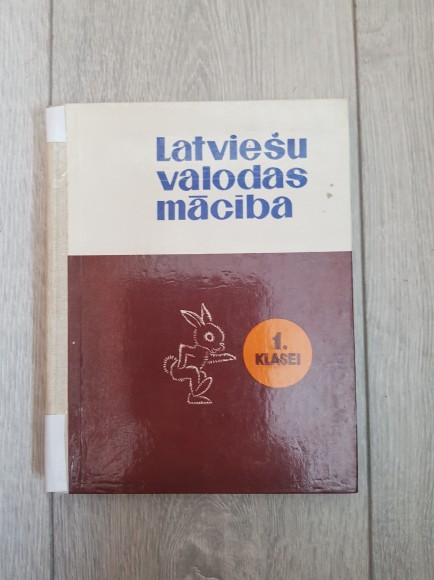 Latviešu
valodas
mācība
1.
KLASEI